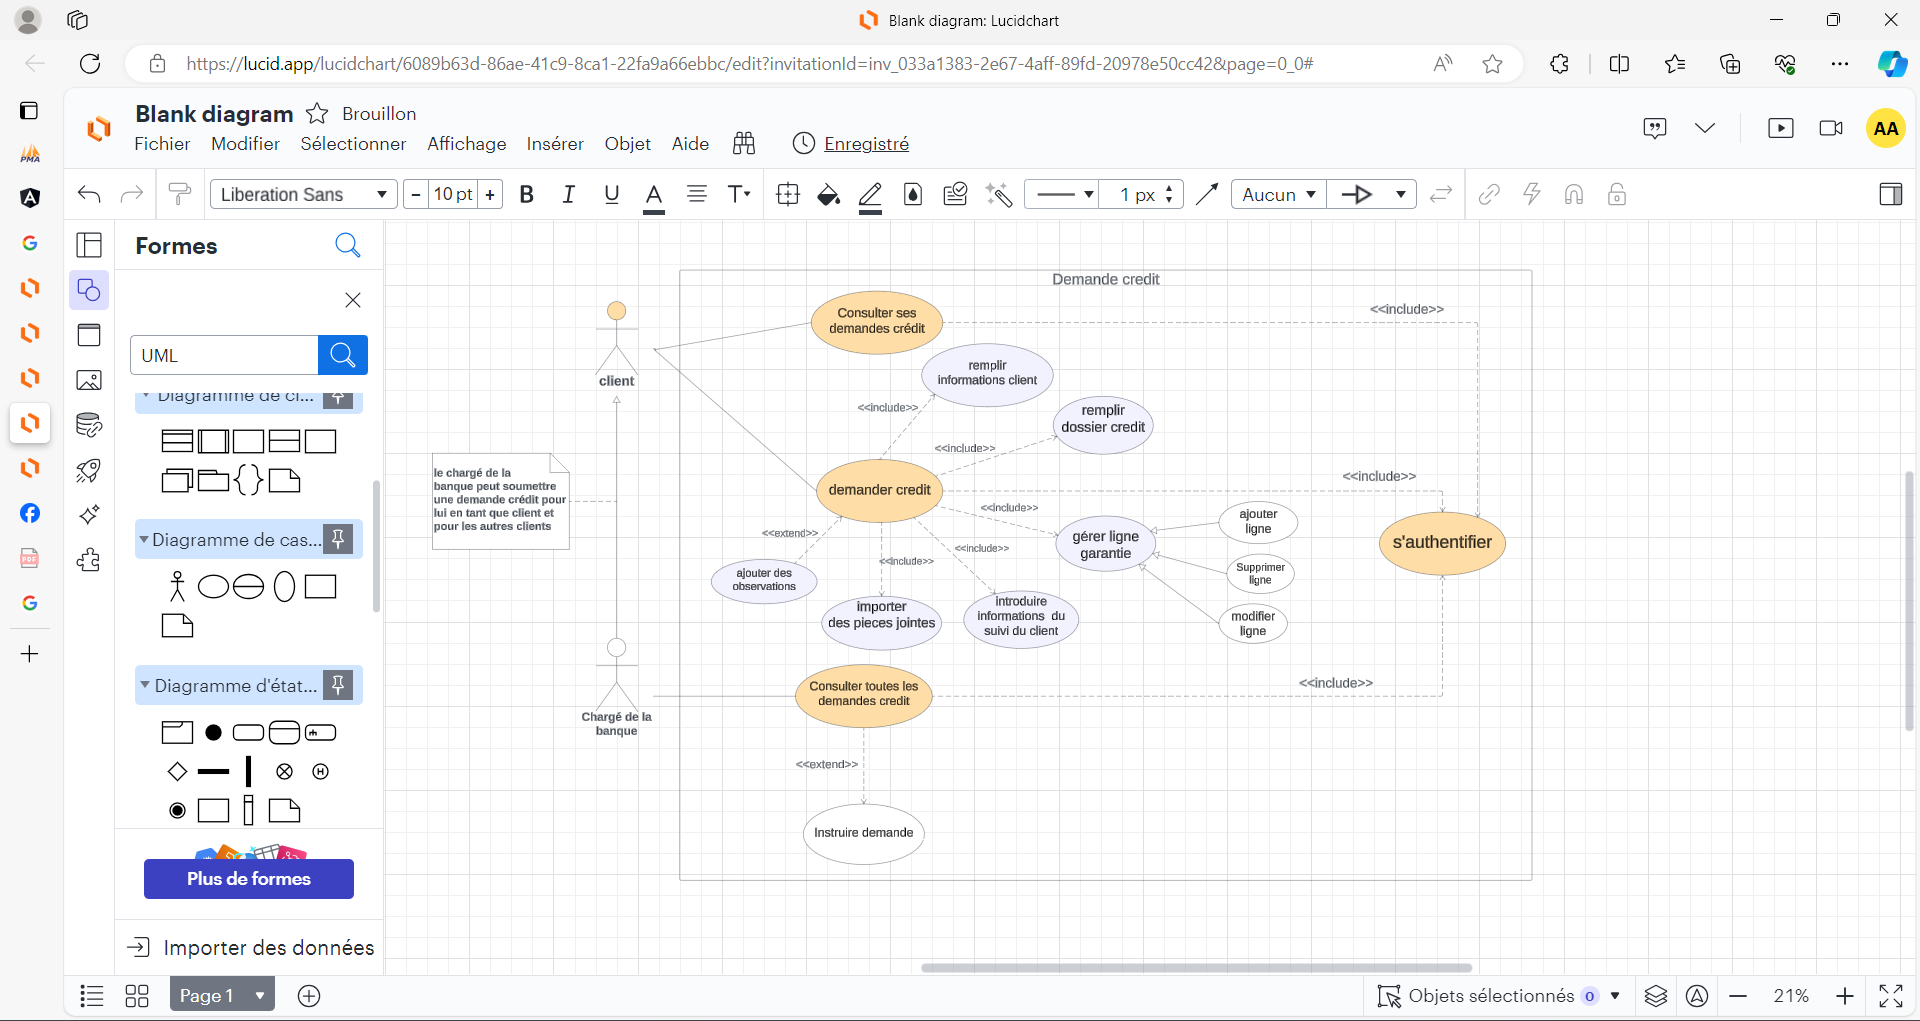 Blank diagram: Lucidchart
https://lucid.app/lucidchart/6089b63d-86ae-41c9-8ca1-22fa9a66ebbc/edit?invitationId=inv_033a1383-2e67-4aff-89fd-20978e50cc42&page=0_0#
Blank diagram Brouillon
AA
Fichier Modifier Sélectionner Affichage Insérer Objet Aide Enregistré
Liberation Sans - 10 pt + B I U A T 1 px Aucun
PMA
Formes
UML
Diagramme de cl...
Diagramme de cas...
Diagramme d'état...
H
PDF
Plus de formes
Importer des données
Demande credit
Consulter ses
demandes crédit
<<include>>
client
remplir
informations client
<<include>>
remplir
dossier credit
<<include>>
le chargé de la
banque peut soumettre
une demande crédit pour
lui en tant que client et
pour les autres clients
demander credit
<<include>>
<<include>>
ajouter
ligne
gérer ligne
garantie
s'authentifier
<<extend>>
<<include>>
<<include>>
Supprimer
ligne
ajouter des
observations
importer
des pieces jointes
introduire
informations du
suivi du client
modifier
ligne
Consulter toutes les
demandes credit
<<include>>
Chargé de la
banque
<<extend>>
Instruire demande
Page 1
Objets sélectionnés 0
21%